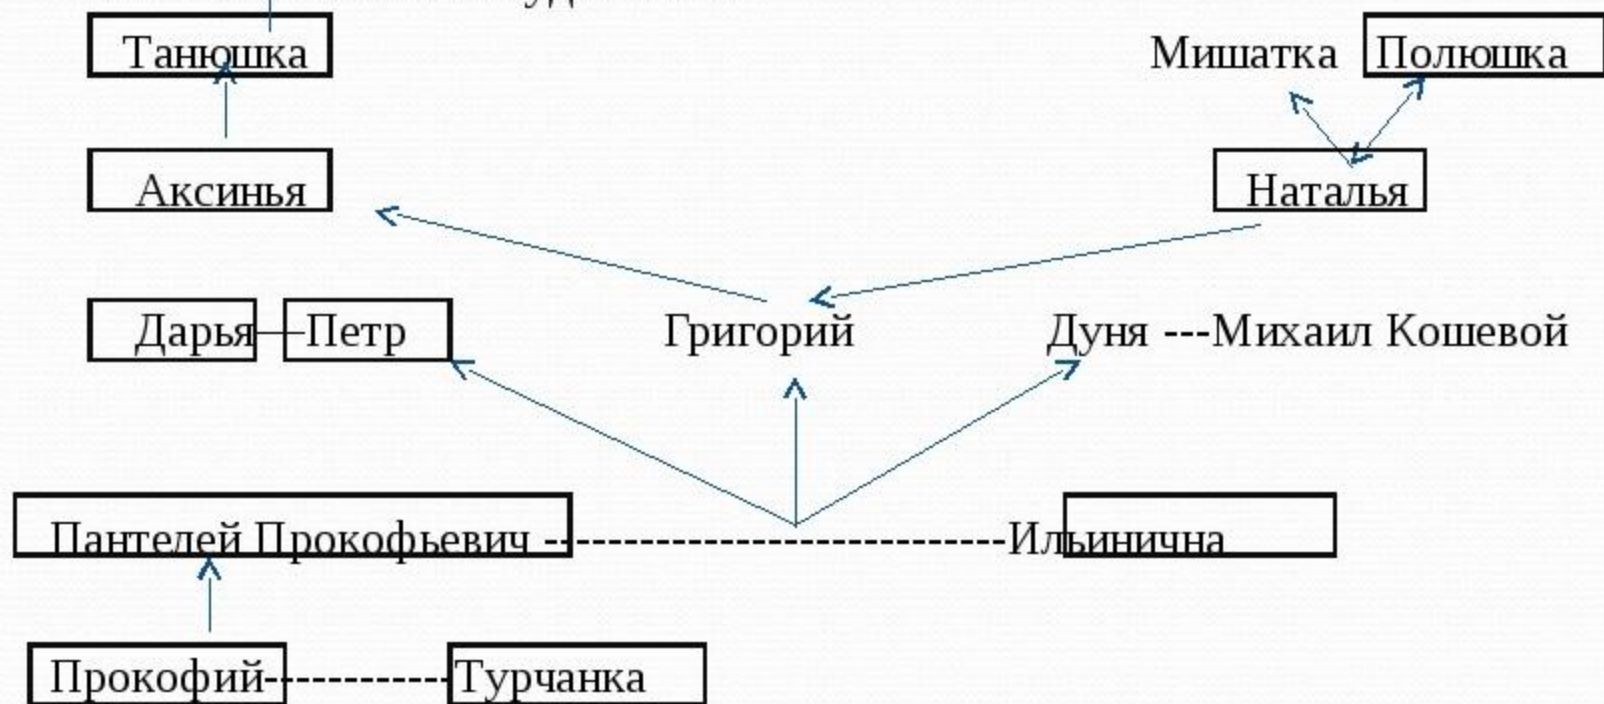 Танюшка Мишатка Полюшка
Аксинья Наталья
Дарья Петр Григорий Дуня ---Михаил Кошевой
Пантелей Прокофьевич ------------------------------Ильинична
Прокофий------------Турчанка